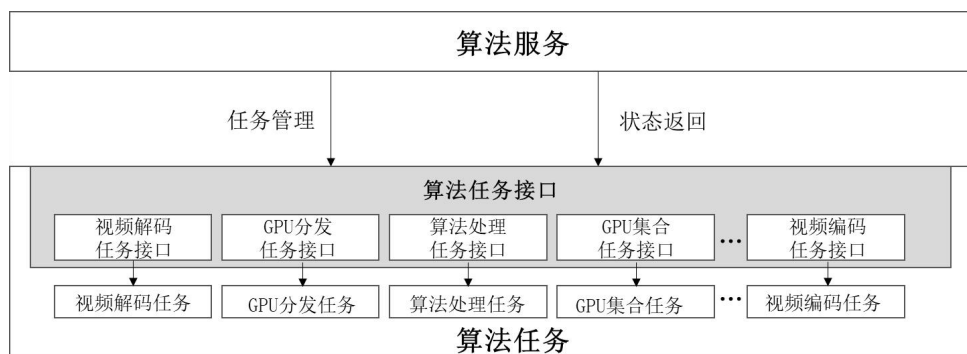 算法服务
任务管理
状态返回
算法任务接口
视频解码
任务接口
GPU分发
任务接口
算法处理
任务接口
GPU集合
任务接口
...
视频编码
任务接口
视频解码任务
GPU分发任务
算法处理任务
GPU集合任务
...
视频编码任务
算法任务